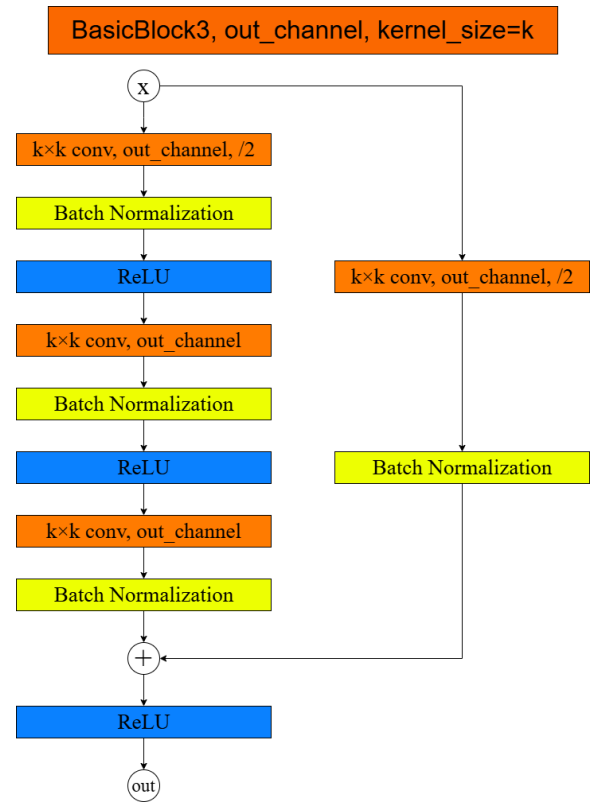 BasicBlock3, out_channel, kernel_size=k
x
k×k conv, out_channel, /2
Batch Normalization
ReLU
k×k conv, out_channel, /2
k×k conv, out_channel
Batch Normalization
ReLU
Batch Normalization
k×k conv, out_channel
Batch Normalization
+
ReLU
out